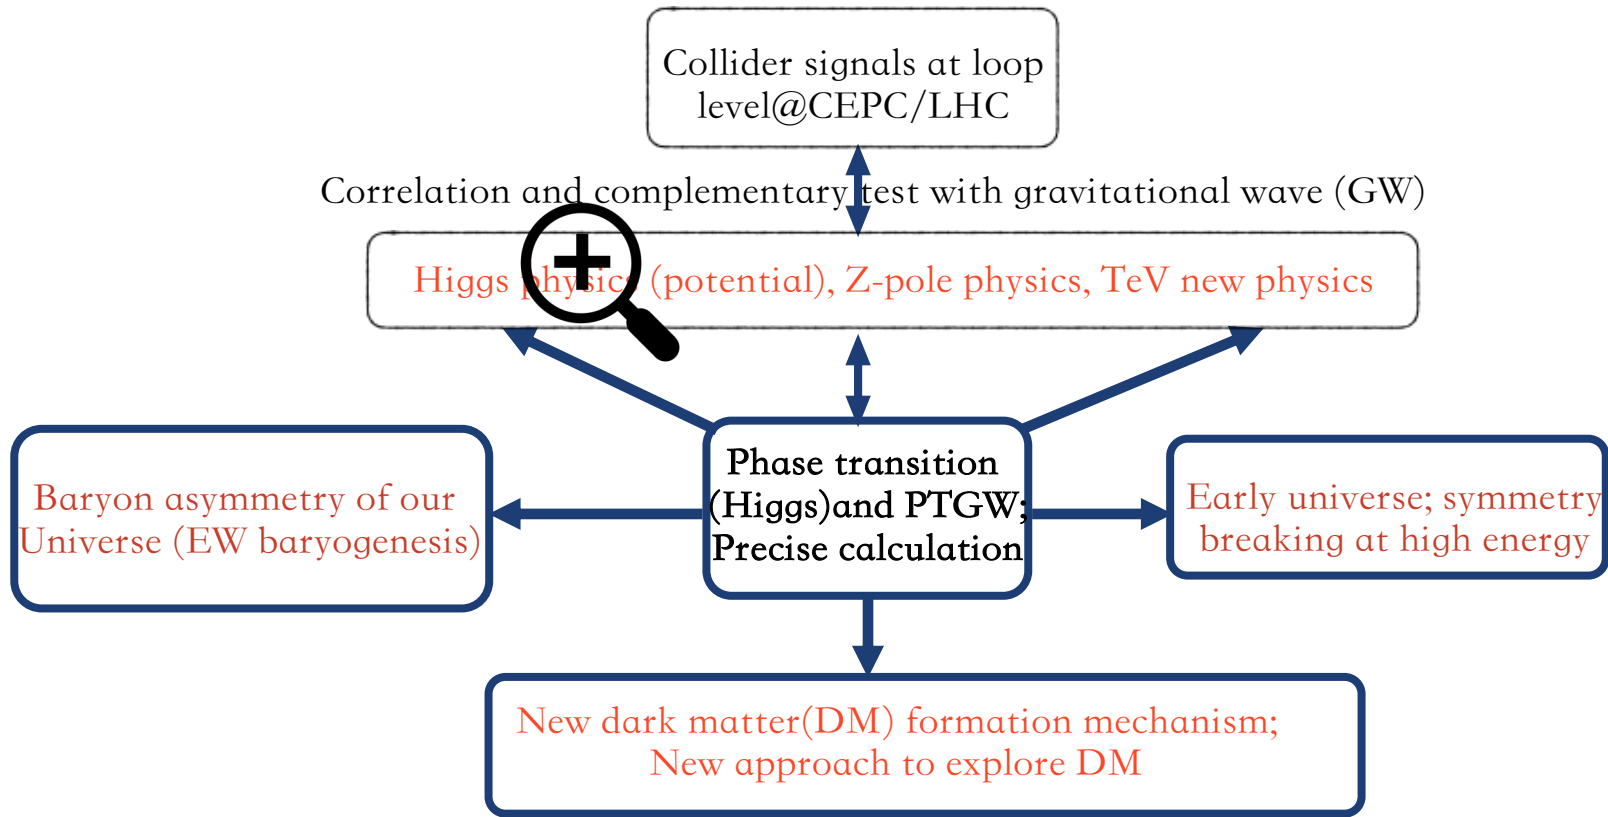 Collider signals at loop
level@CEPC/LHC
Correlation and complementary test with gravitational wave (GW)
Higgs physics (potential), Z-pole physics, TeV new physics
Phase transition
(Higgs)and PTGW;
Precise calculation
Baryon asymmetry of our
Universe (EW baryogenesis)
Early universe; symmetry
breaking at high energy
New dark matter(DM) formation mechanism;
New approach to explore DM